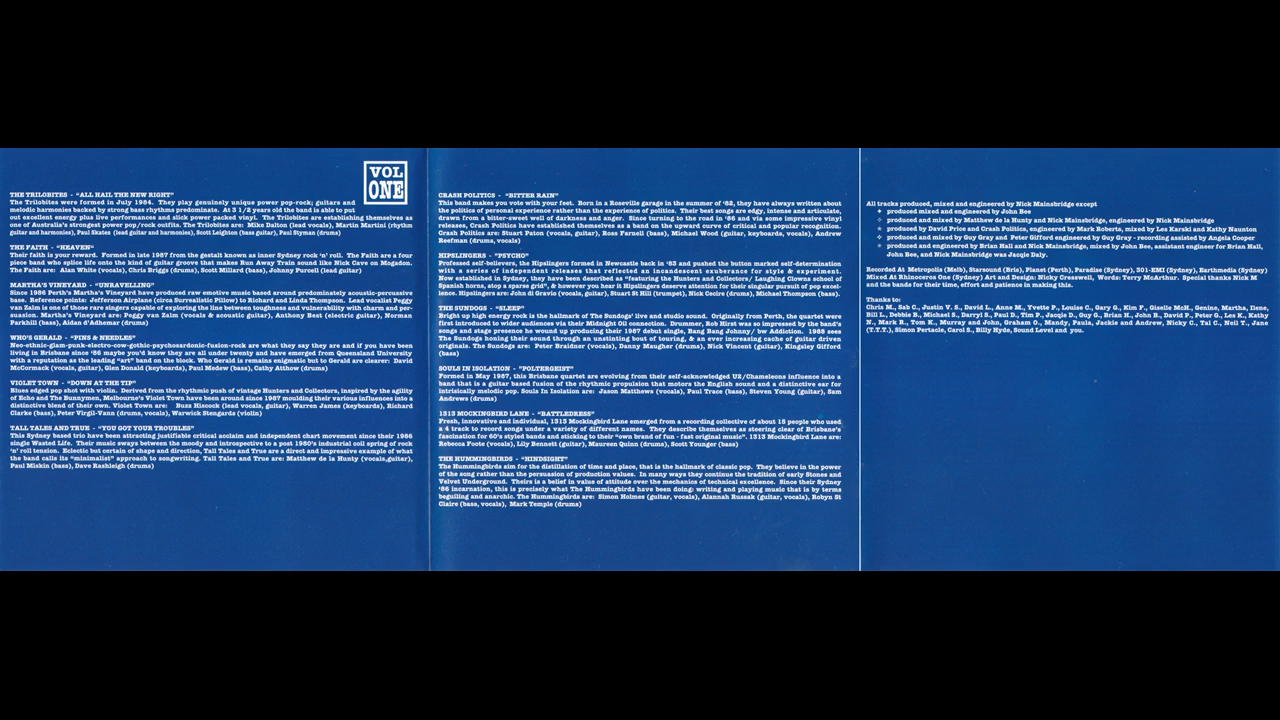 VOL
ONE
THE TRILOBITES - "ALL HAIL THE NEW RIGHT"
The Trilobites were formed in July 1984. They play genuinely unique power pop-rock; guitars and
melodic harmonies backed by strong bass rhythms predominate. At 3 1/2 years old the band is able to put
out excellent energy plus live performances and slick power packed vinyl. The Trilobites are establishing themselves as
one of Australia's strongest power pop/rock outfits. The Trilobites are: Mike Dalton (lead vocals), Martin Martini (rhythm
guitar and harmonies), Paul Skates (lead guitar and harmonies), Scott Leighton (bass guitar), Paul Styman (drums)
THE FAITH - "HEAVEN"
Their faith is your reward. Formed in late 1987 from the gestalt known as inner Sydney rock 'n' roll. The Faith are a four
piece band who splice life onto the kind of guitar groove that makes Run Away Train sound like Nick Cave on Mogadon.
The Faith are: Alan White (vocals), Chris Briggs (drums), Scott Millard (bass), Johnny Purcell (lead guitar)
MARTHA'S VINEYARD - "UNRAVELLING"
Since 1986 Perth's Martha's Vineyard have produced raw emotive music based around predominately acoustic-percussive
base. Reference points: Jefferson Airplane (circa Surrealistic Pillow) to Richard and Linda Thompson. Lead vocalist Peggy
van Zalm is one of those rare singers capable of exploring the line between toughness and vulnerability with charm and per-
suasion. Martha's Vineyard are: Peggy van Zalm (vocals & acoustic guitar), Anthony Best (electric guitar), Norman
Parkhill (bass), Aidan d'Adhemar (drums)
WHO'S GERALD - "PINS & NEEDLES"
Neo-ethnic-glam-punk-electro-cow-gothic-psychosardonic-fusion-rock are what they say they are and if you have been
living in Brisbane since '86 maybe you'd know they are all under twenty and have emerged from Queensland University
with a reputation as the leading "art" band on the block. Who Gerald is remains enigmatic but to Gerald are clearer: David
McCormack (vocals, guitar), Glen Donald (keyboards), Paul Medew (bass), Cathy Atthow (drums)
VIOLET TOWN - "DOWN AT THE TIP"
Blues edged pop shot with violin. Derived from the rhythmic push of vintage Hunters and Collectors, inspired by the agility
of Echo and The Bunnymen, Melbourne's Violet Town have been around since 1987 moulding their various influences into a
distinctive blend of their own. Violet Town are: Buzz Hiscock (lead vocals, guitar), Warren James (keyboards), Richard
Clarke (bass), Peter Virgil-Vann (drums, vocals), Warwick Stengards (violin)
TALL TALES AND TRUE - "YOU GOT YOUR TROUBLES"
This Sydney based trio have been attracting justifiable critical acclaim and independent chart movement since their 1986
single Wasted Life. Their music sways between the moody and introspective to a post 1980's industrial coil spring of rock
'n' roll tension. Eclectic but certain of shape and direction, Tall Tales and True are a direct and impressive example of what
the band calls its "minimalist" approach to songwriting. Tall Tales and True are: Matthew de la Hunty (vocals,guitar),
Paul Miskin (bass), Dave Rashleigh (drums)
CRASH POLITICS - "BITTER RAIN"
This band makes you vote with your feet. Born in a Roseville garage in the summer of '82, they have always written about
the politics of personal experience rather than the experience of politics. Their best songs are edgy, intense and articulate,
drawn from a bitter-sweet well of darkness and anger. Since turning to the road in '86 and via some impressive vinyl
releases, Crash Politics have established themselves as a band on the upward curve of critical and popular recognition.
Crash Politics are: Stuart Paton (vocals, guitar), Ross Farnell (bass), Michael Wood (guitar, keyboards, vocals), Andrew
Reefman (drums, vocals)
HIPSLINGERS - "PSYCHO"
Professed self-believers, the Hipslingers formed in Newcastle back in '83 and pushed the button marked self-determination
with a series of independent releases that reflected an incandescent exuberance for style & experiment.
Now established in Sydney, they have been described as "featuring the Hunters and Collectors/ Laughing Clowns school of
Spanish horns, atop a sparse grid", & however you hear it Hipslingers deserve attention for their singular pursuit of pop excel-
lence. Hipslingers are: John di Gravio (vocals, guitar), Stuart St Hill (trumpet), Nick Cecire (drums), Michael Thompson (bass).
THE SUNDOGS - "SLEEP"
Bright up high energy rock is the hallmark of The Sundogs' live and studio sound. Originally from Perth, the quartet were
first introduced to wider audiences via their Midnight Oil connection. Drummer, Rob Hirst was so impressed by the band's
songs and stage presence he wound up producing their 1987 debut single, Bang Bang Johnny/ bw Addiction. 1988 sees
The Sundogs honing their sound through an unstinting bout of touring, & an ever increasing cache of guitar driven
originals. The Sundogs are: Peter Braidner (vocals), Danny Maugher (drums), Nick Vincent (guitar), Kingsley Gifford
(bass)
SOULS IN ISOLATION - "POLTERGEIST"
Formed in May 1987, this Brisbane quartet are evolving from their self-acknowledged U2/Chameleons influence into a
band that is a guitar based fusion of the rhythmic propulsion that motors the English sound and a distinctive ear for
intrisically melodic pop. Souls In Isolation are: Jason Matthews (vocals), Paul Trace (bass), Steven Young (guitar), Sam
Andrews (drums)
1313 MOCKINGBIRD LANE - "BATTLEDRESS"
Fresh, innovative and individual, 1313 Mockingbird Lane emerged from a recording collective of about 15 people who used
a 4 track to record songs under a variety of different names. They describe themselves as steering clear of Brisbane's
fascination for 60's styled bands and sticking to their "own brand of fun - fast original music". 1313 Mockingbird Lane are:
Rebecca Foote (vocals), Lily Bennett (guitar), Maureen Quinn (drums), Scott Younger (bass)
THE HUMMINGBIRDS - "HINDSIGHT"
The Hummingbirds aim for the distillation of time and place, that is the hallmark of classic pop. They believe in the power
of the song rather than the persuasion of production values. In many ways they continue the tradition of early Stones and
Velvet Underground. Theirs is a belief in value of attitude over the mechanics of technical excellence. Since their Sydney
'86 incarnation, this is precisely what The Hummingbirds have been doing: writing and playing music that is by terms
beguiling and anarchic. The Hummingbirds are: Simon Holmes (guitar, vocals), Alannah Russak (guitar, vocals), Robyn St
Claire (bass, vocals), Mark Temple (drums)
All tracks produced, mixed and engineered by Nick Mainsbridge except
produced mixed and engineered by John Bee
produced and mixed by Matthew de la Hunty and Nick Mainsbridge, engineered by Nick Mainsbridge
produced by David Price and Crash Politics, engineered by Mark Roberts, mixed by Les Karski and Kathy Naunton
produced and mixed by Guy Gray and Peter Gifford engineered by Guy Gray - recording assisted by Angela Cooper
produced and engineered by Brian Hall and Nick Mainsbridge, mixed by John Bee, assistant engineer for Brian Hall,
John Bee, and Nick Mainsbridge was Jacqie Daly.
Recorded At Metropolis (Melb), Starsound (Bris), Planet (Perth), Paradise (Sydney), 301-EMI (Sydney), Earthmedia (Sydney)
Mixed At Rhinoceros One (Sydney) Art and Design: Nicky Cresswell, Words: Terry McArthur. Special thanks Nick M
and the bands for their time, effort and patience in making this.
Thanks to:
Chris M., Sab C., Justin V. S., David L., Anne M., Yvette P., Louise C., Gary G., Kim F., Giselle McH., Genine, Martha, Ilene,
Bill L., Debbie B., Michael S., Darryl S., Paul D., Tim P., Jacqie D., Guy G., Brian H., John B., David P., Peter G., Les K., Kathy
N., Mark R., Tom K., Murray and John, Graham O., Mandy, Paula, Jackie and Andrew, Nicky C., Tal C., Neil T., Jane
(T.T.T.), Simon Pertacle, Carol S., Billy Hyde, Sound Level and you.